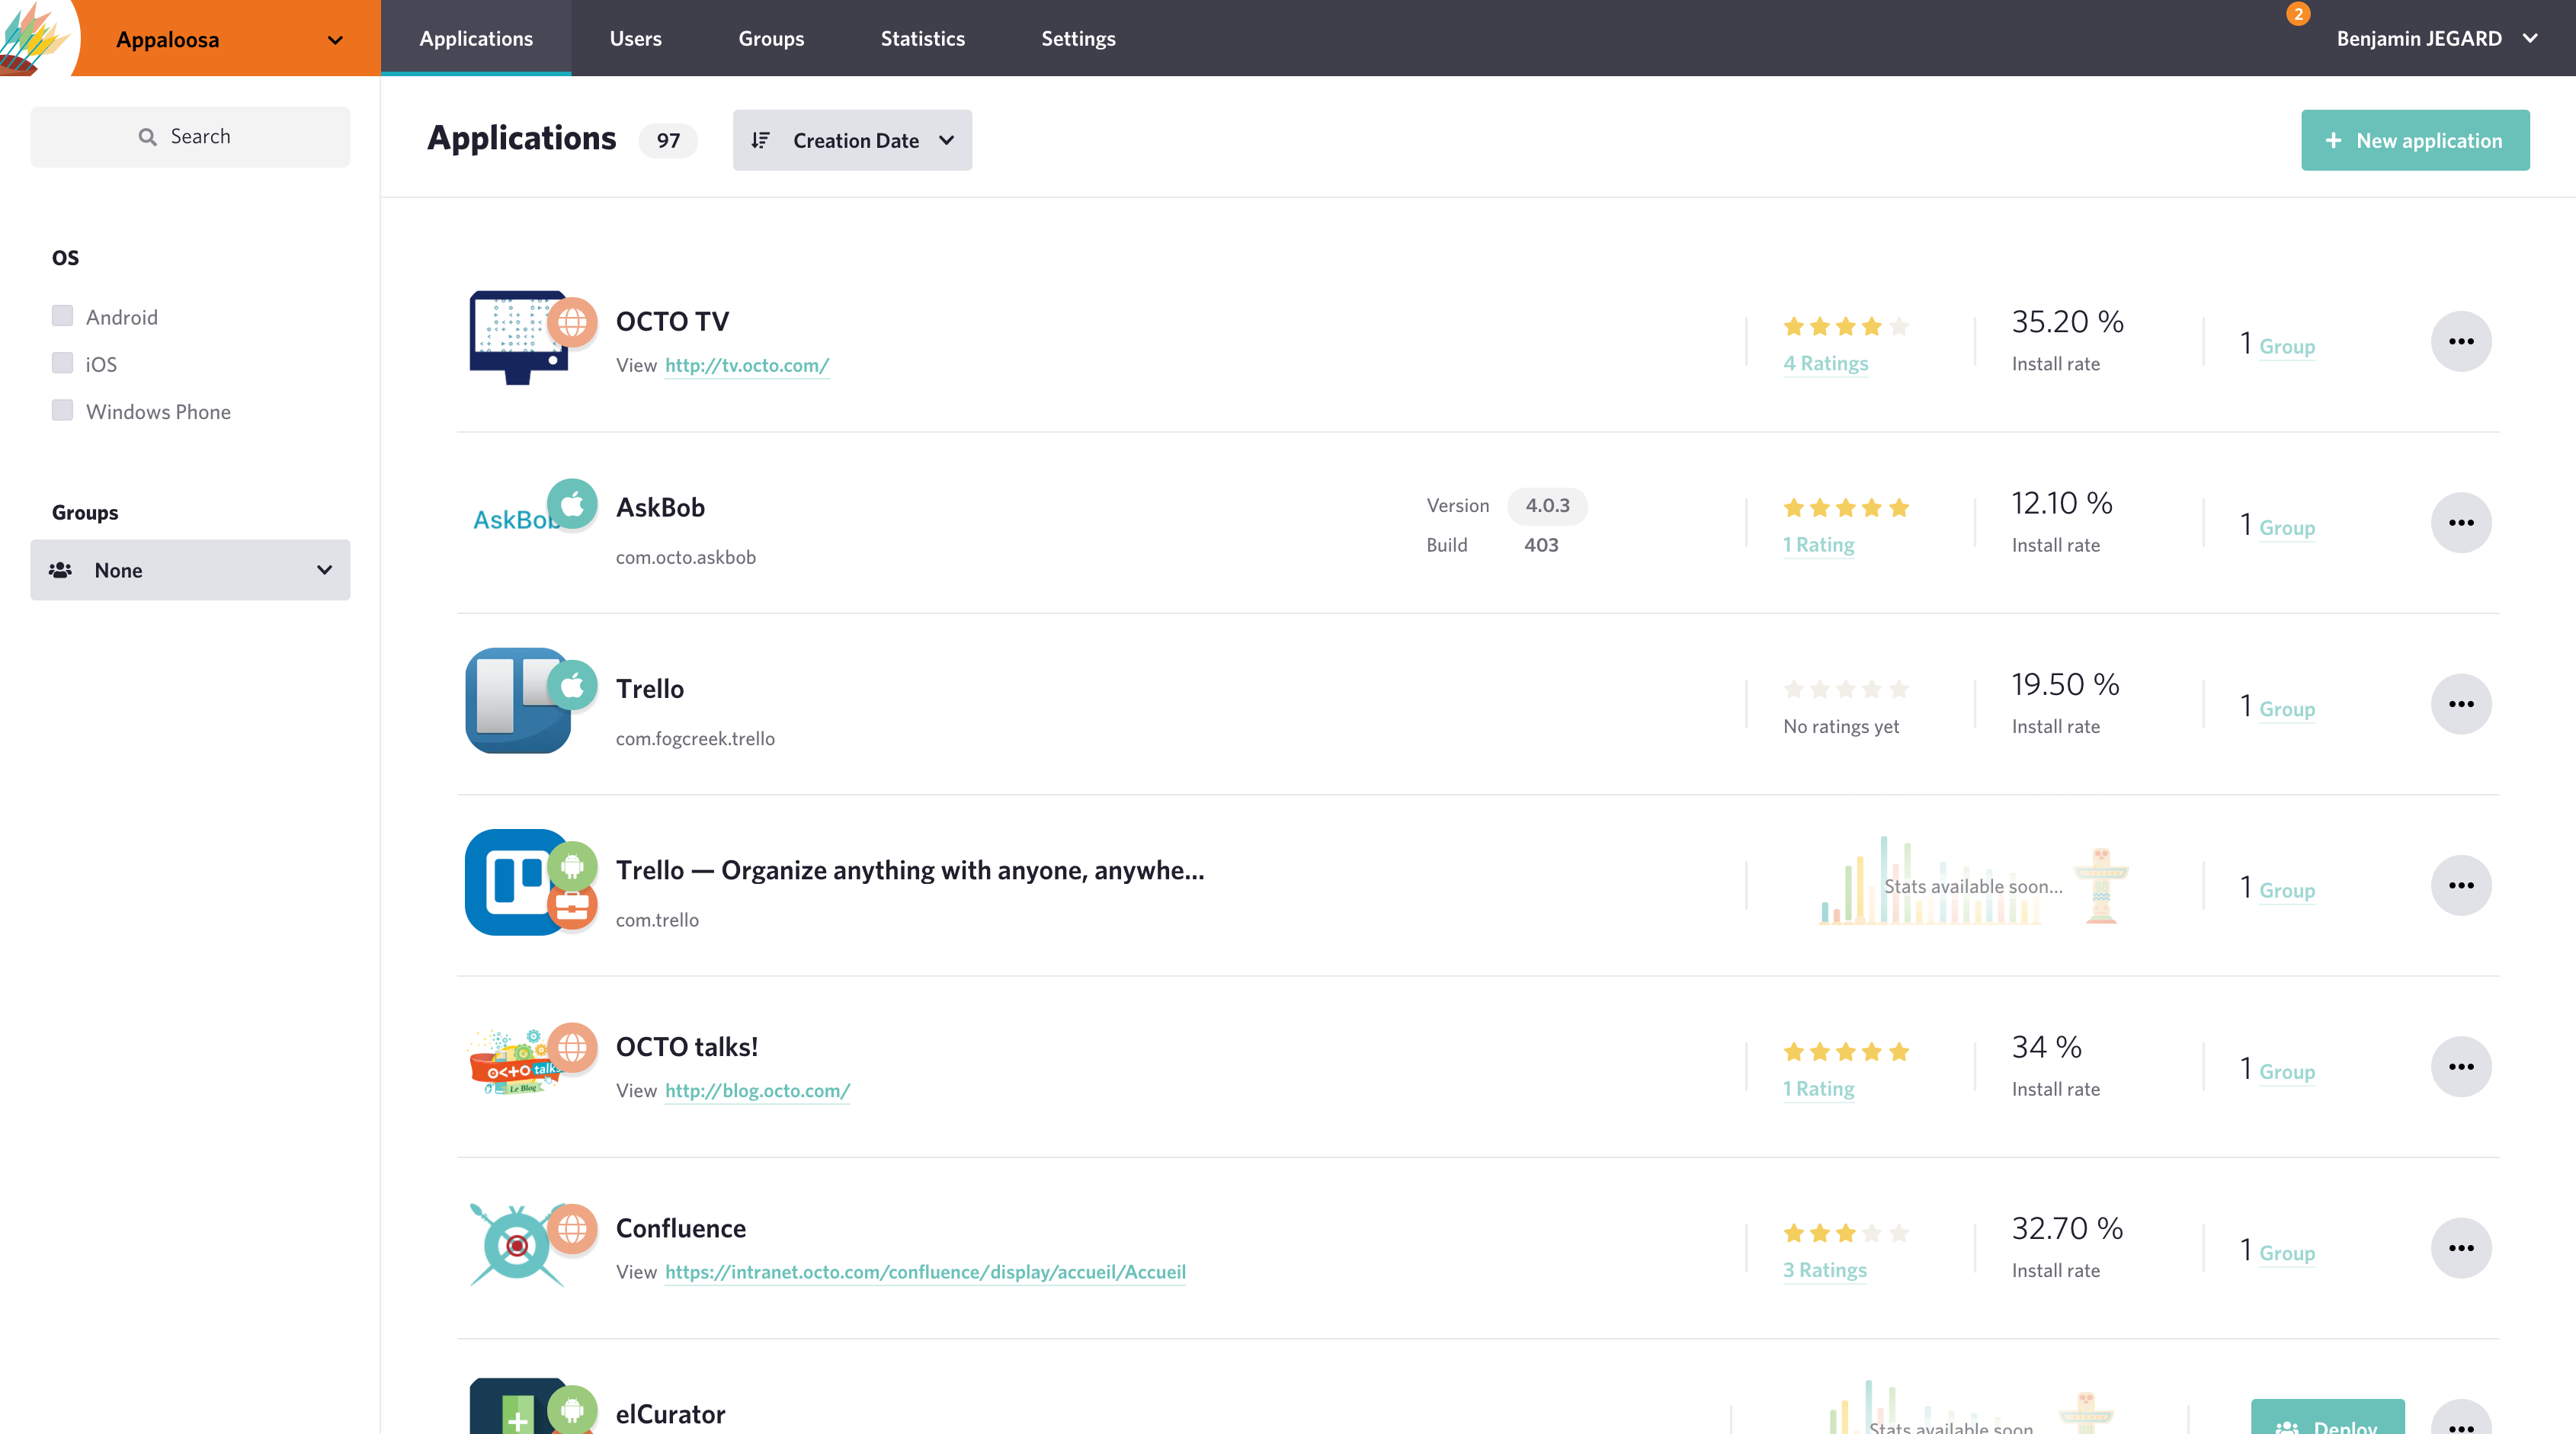 Appaloosa
Applications
Users
Groups
Statistics
Settings
2
Benjamin JEGARD
Search
OS
Android
iOS
Windows Phone
Groups
None
Applications 97
Creation Date
+ New application
OCTO TV
View http://tv.octo.com/
4 Ratings
35.20 %
Install rate
1 Group
AskBob
AskBob
com.octo.askbob
Version 4.0.3
Build 403
1 Rating
12.10 %
Install rate
1 Group
Trello
com.fogcreek.trello
No ratings yet
19.50 %
Install rate
1 Group
Trello — Organize anything with anyone, anywhe...
com.trello
Stats available soon...
1 Group
OCTO talks!
Le Blog
OCTO talks!
View http://blog.octo.com/
1 Rating
34 %
Install rate
1 Group
Confluence
View https://intranet.octo.com/confluence/display/accueil/Accueil
3 Ratings
32.70 %
Install rate
1 Group
elCurator
Stats available soon
Deploy